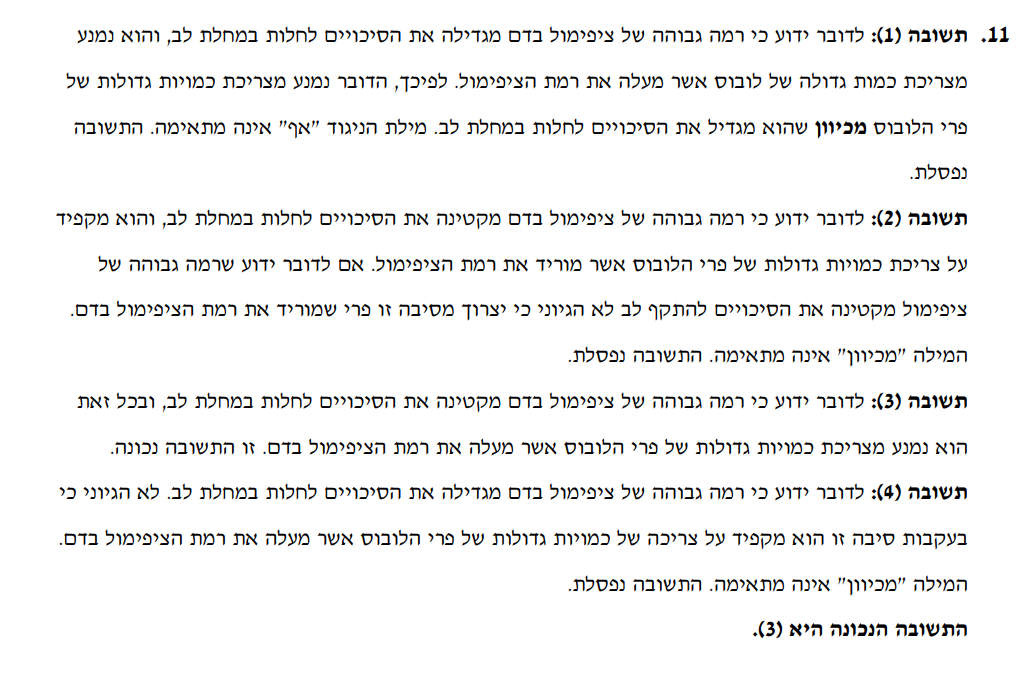 11. תשובה (1): לדובר ידוע כי רמה גבוהה של ציפימול בדם מגדילה את הסיכויים לחלות במחלת לב, והוא נמנע
מצריכת כמות גדולה של לובוס אשר מעלה את רמת הציפימול. לפיכך, הדובר נמנע מצריכת כמויות גדולות של
פרי הלובוס מכיוון שהוא מגדיל את הסיכויים לחלות במחלת לב. מילת הניגוד "אף" אינה מתאימה. התשובה
נפסלת.
תשובה (2): לדובר ידוע כי רמה גבוהה של ציפימול בדם מקטינה את הסיכויים לחלות במחלת לב, והוא מקפיד
על צריכת כמויות גדולות של פרי הלובוס אשר מוריד את רמת הציפימול. אם לדובר ידוע שרמה גבוהה של
ציפימול מקטינה את הסיכויים להתקף לב לא הגיוני כי יצרוך מסיבה זו פרי שמוריד את רמת הציפימול בדם.
המילה "מכיוון" אינה מתאימה. התשובה נפסלת.
תשובה (3): לדובר ידוע כי רמה גבוהה של ציפימול בדם מקטינה את הסיכויים לחלות במחלת לב, ובכל זאת
הוא נמנע מצריכת כמויות גדולות של פרי הלובוס אשר מעלה את רמת הציפימול בדם. זו התשובה נכונה.
תשובה (4): לדובר ידוע כי רמה גבוהה של ציפימול בדם מגדילה את הסיכויים לחלות במחלת לב. לא הגיוני כי
בעקבות סיבה זו הוא מקפיד על צריכה של כמויות גדולות של פרי הלובוס אשר מעלה את רמת הציפימול בדם.
המילה "מכיוון" אינה מתאימה. התשובה נפסלת.
התשובה הנכונה היא (3).